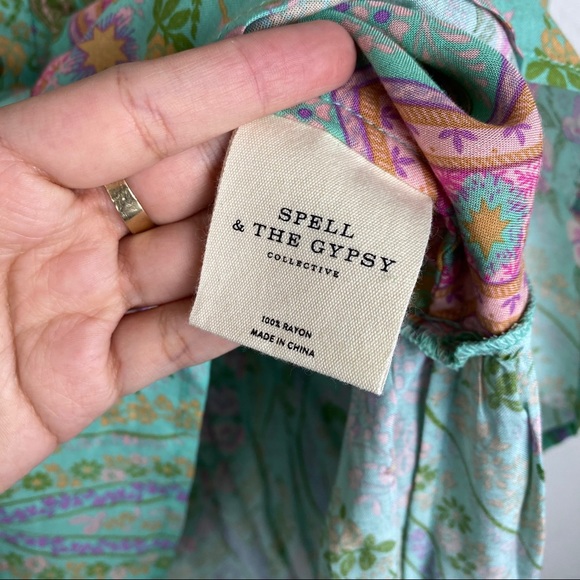 SPELL
& THE GYPSY
COLLECTIVE
100% RAYON
MADE IN CHINA